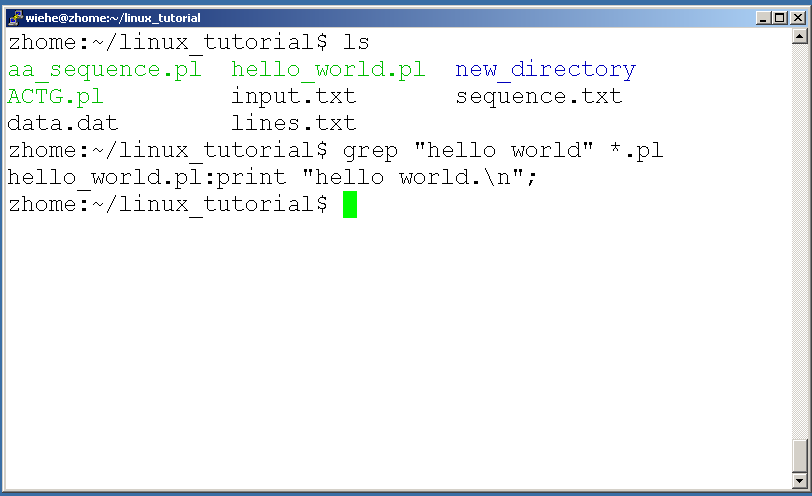 wiehe@zhome:~/linux_tutorial
zhome:~/linux_tutorial$ ls
aa_sequence.pl  hello_world.pl  new_directory
ACTG.pl         input.txt       sequence.txt
data.dat        lines.txt
zhome:~/linux_tutorial$ grep "hello world" *.pl
hello_world.pl:print "hello world.\n";
zhome:~/linux_tutorial$